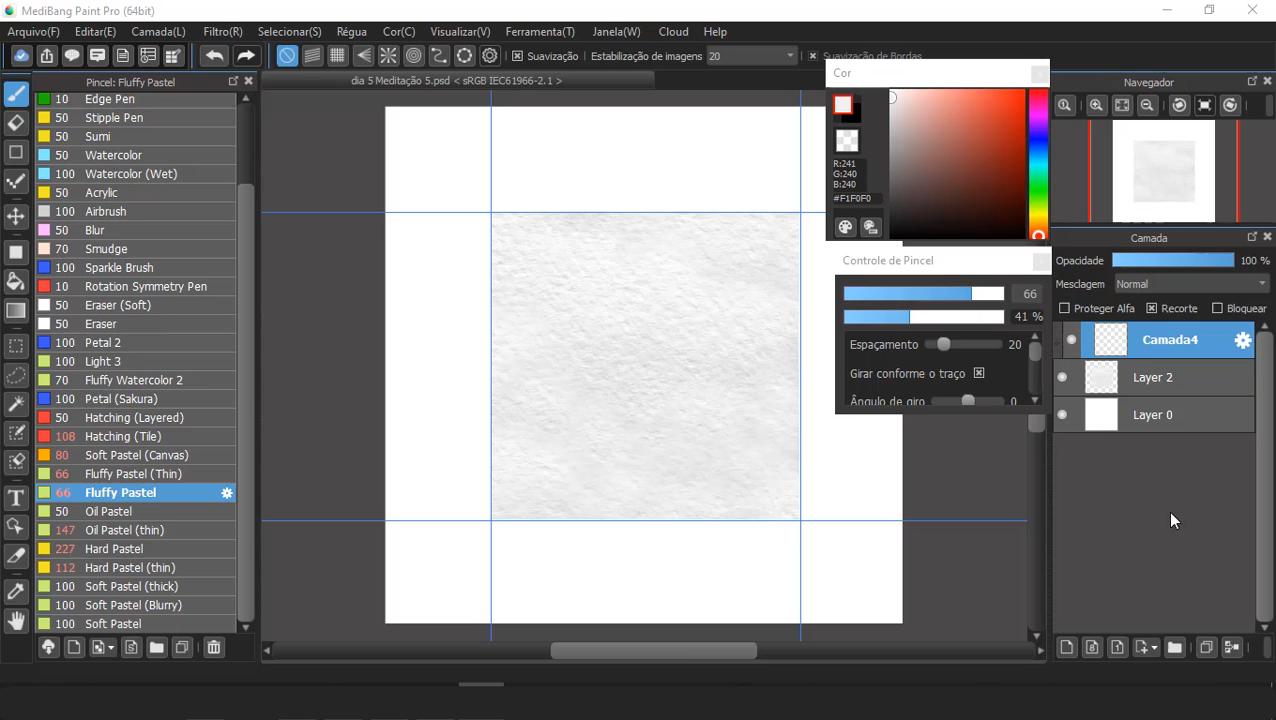 MediBang Paint Pro (64bit)
Arquivo(F) Editar(E) Camada(L) Filtro(R) Selecionar(S) Régua Cor(C) Visualizar(V) Ferramenta(T) Janela(W) Cloud Help
Suavização Estabilização de imagens 20 Suavização de Bordas
Pincel: Fluffy Pastel
dia 5 Meditação 5.psd < sRGB IEC61966-2.1 >
10 Edge Pen
50 Stipple Pen
50 Sumi
50 Watercolor
100 Watercolor (Wet)
50 Acrylic
100 Airbrush
50 Blur
70 Smudge
100 Sparkle Brush
10 Rotation Symmetry Pen
50 Eraser (Soft)
50 Eraser
100 Petal 2
100 Light 3
70 Fluffy Watercolor 2
100 Petal (Sakura)
50 Hatching (Layered)
108 Hatching (Tile)
80 Soft Pastel (Canvas)
66 Fluffy Pastel (Thin)
66 Fluffy Pastel
50 Oil Pastel
147 Oil Pastel (thin)
227 Hard Pastel
112 Hard Pastel (thin)
100 Soft Pastel (thick)
100 Soft Pastel (Blurry)
100 Soft Pastel
Cor
R:241
G:240
B:240
#F1F0F0
Controle de Pincel
66
41 %
Espaçamento 20
Girar conforme o traço
Ângulo de giro 0
Navegador
Camada
Opacidade 100 %
Mesclagem Normal
Proteger Alfa Recorte Bloquear
Camada4
Layer 2
Layer 0
8
1
T